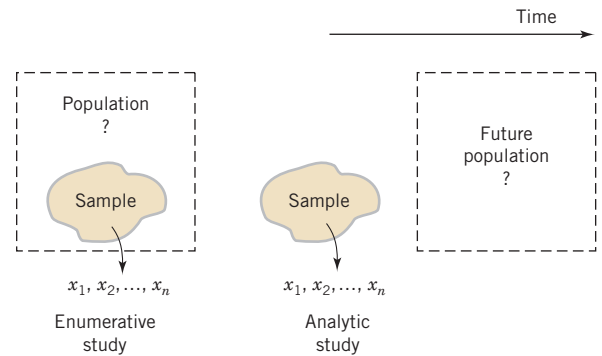 Time
Population
?
Sample
x₁, x₂,..., xₙ
Enumerative
study
Sample
x₁, x₂,..., xₙ
Analytic
study
Future
population
?